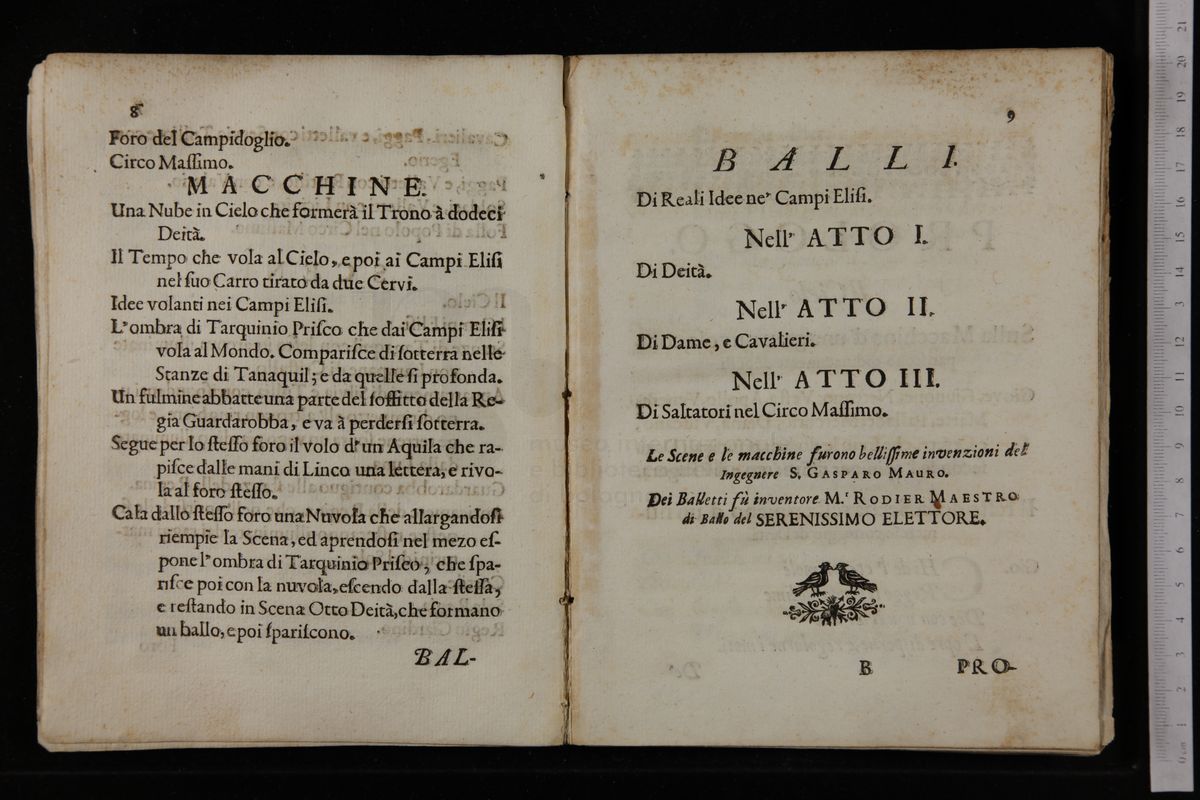 8
Foro del Campidoglio.
Circo Maſſimo.
MACCHINE.
Una Nube in Cielo che formerà il Trono à dodeci
Deità.
Il Tempo che vola al Cielo, e poi ai Campi Eliſi
nel ſuo Carro tirato da due Cervi.
Idee volanti nei Campi Eliſi.
L'ombra di Tarquinio Priſco che dai Campi Eliſi
vola al Mondo. Compariſce di ſotterra nelle
Stanze di Tanaquil; e da quelle ſi profonda.
Un fulmine abbatte una parte del ſoffitto della Re-
gia Guardarobba, e va à perderſi ſotterra.
Segue per lo ſteſſo foro il volo d'un Aquila che ra-
piſce dalle mani di Linco una lettera, e rivo-
la al foro ſteſſo.
Cala dallo ſteſſo foro una Nuvola che allargandoſi
riempie la Scena, ed aprendoſi nel mezo eſ-
pone l'ombra di Tarquinio Priſco, che ſpa-
riſce poi con la nuvola, eſcendo dalla ſteſſa,
e reſtando in Scena Otto Deità, che formano
un ballo, e poi ſpariſcono.
BAL-
9
BALLI.
Di Reali Idee ne' Campi Eliſi.
Nell' ATTO I.
Di Deità.
Nell' ATTO II.
Di Dame, e Cavalieri.
Nell' ATTO III.
Di Saltatori nel Circo Maſſimo.
Le Scene e le macchine furono belliſſime invenzioni del
Ingegnere S. GASPARO MAURO.
Dei Balletti fù inventore M.r RODIER MAESTRO
di Ballo del SERENISSIMO ELETTORE.
B PRO-